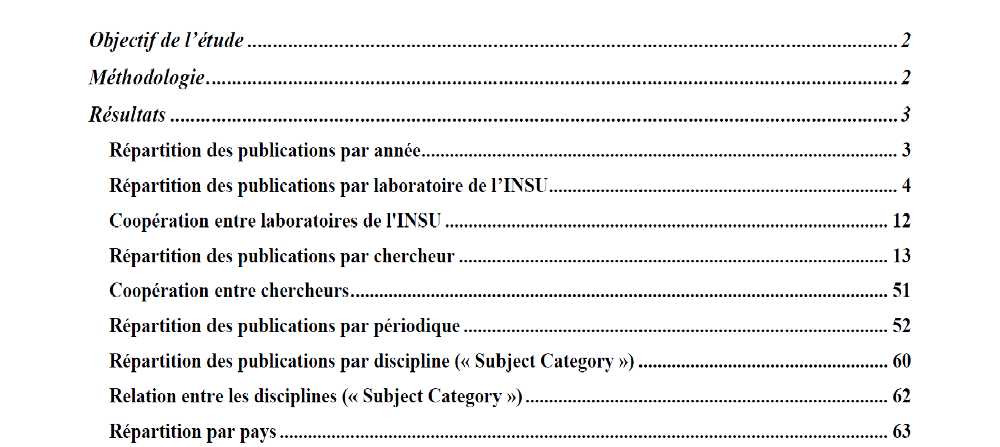 Objectif de l’étude 2
Méthodologie 2
Résultats 3
Répartition des publications par année 3
Répartition des publications par laboratoire de l’INSU 4
Coopération entre laboratoires de l'INSU 12
Répartition des publications par chercheur 13
Coopération entre chercheurs 51
Répartition des publications par périodique 52
Répartition des publications par discipline (« Subject Category ») 60
Relation entre les disciplines (« Subject Category ») 62
Répartition par pays 63